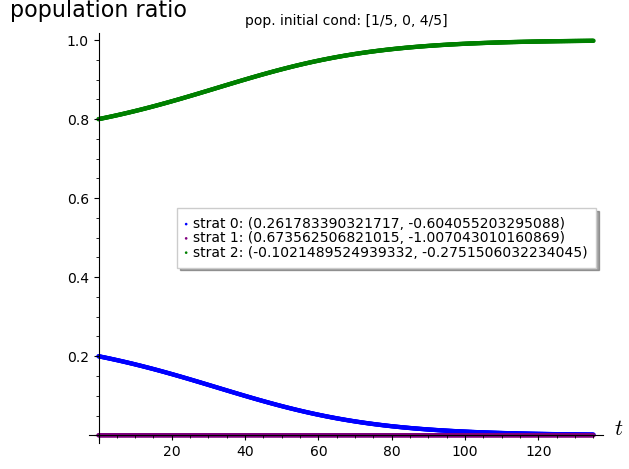 population ratio
pop. initial cond: [1/5, 0, 4/5]
1.0
0.8
0.6
strat 0: (0.261783390321717, -0.604055203295088)
strat 1: (0.673562506821015, -1.007043010160869)
strat 2: (-0.1021489524939332, -0.2751506032234045)
0.4
0.2
t
20 40 60 80 100 120